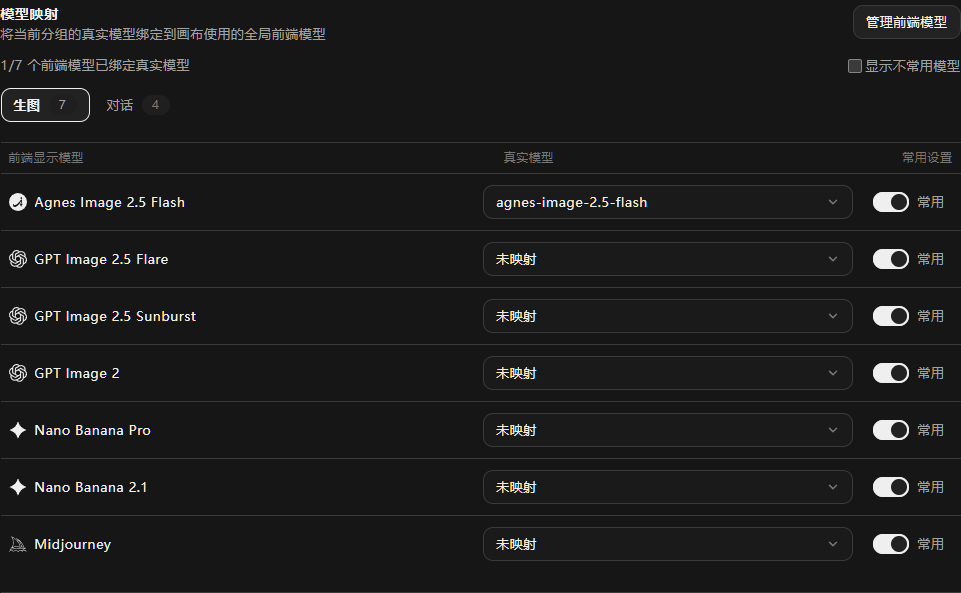 模型映射
将当前分组的真实模型绑定到画布使用的全局前端模型
管理前端模型
1/7 个前端模型已绑定真实模型
显示不常用模型
生图 7 对话 4
前端显示模型 真实模型 常用设置
Agnes Image 2.5 Flash agnes-image-2.5-flash 常用
GPT Image 2.5 Flare 未映射 常用
GPT Image 2.5 Sunburst 未映射 常用
GPT Image 2 未映射 常用
Nano Banana Pro 未映射 常用
Nano Banana 2.1 未映射 常用
Midjourney 未映射 常用